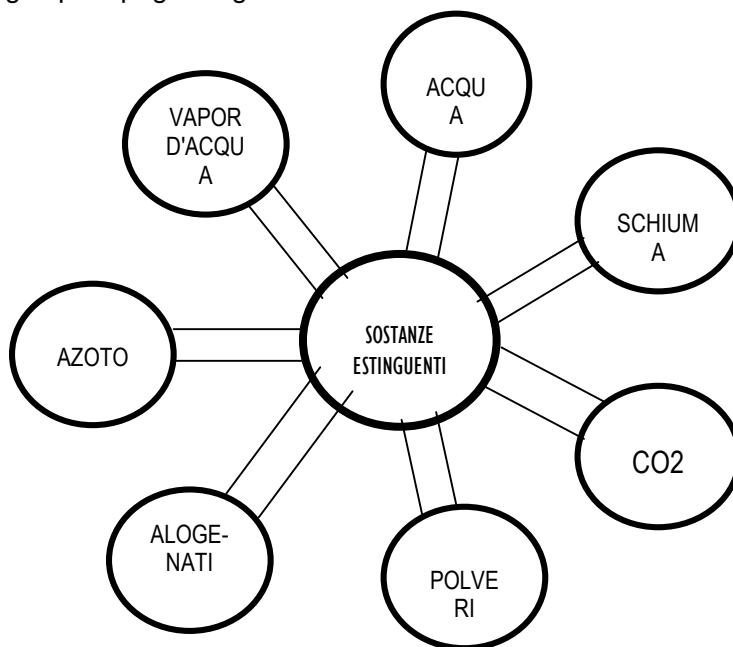 ACQU
A
VAPOR
D'ACQU
A
SCHIUM
A
SOSTANZE
ESTINGUENTI
AZOTO
CO2
ALOGE-
NATI
POLVE
RI